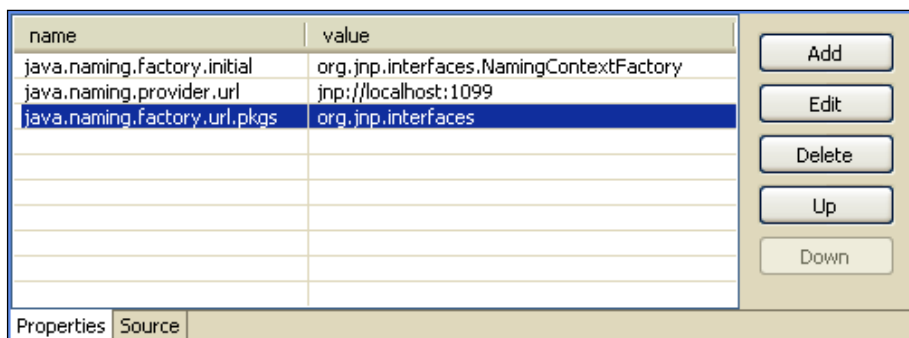 name value
java.naming.factory.initial org.jnp.interfaces.NamingContextFactory
java.naming.provider.url jnp://localhost:1099
java.naming.factory.url.pkgs org.jnp.interfaces
Add
Edit
Delete
Up
Down
Properties Source